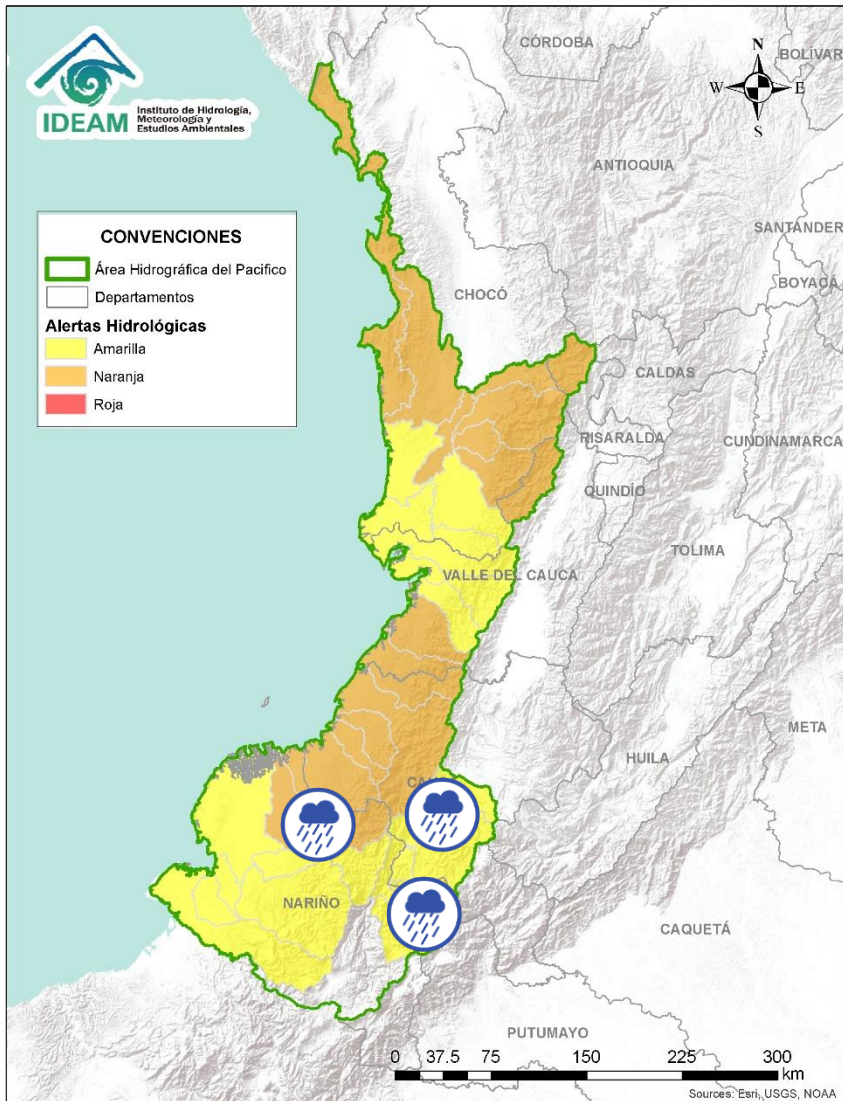 IDEAM
Instituto de Hidrología,
Meteorología y
Estudios Ambientales
N
W
E
S
CÓRDOBA
BOLÍVAR
ANTIOQUIA
SANTANDER
BOYACÁ
CONVENCIONES
Área Hidrográfica del Pacifico
Departamentos
Alertas Hidrológicas
Amarilla
Naranja
Roja
CHOCÓ
CALDAS
RISARALDA
CUNDINAMARCA
QUINDÍO
TOLIMA
VALLE DEL CAUCA
META
HUILA
NARIÑO
CAQUETÁ
PUTUMAYO
0 37.5 75 150 225 300
km
Sources: Esri, USGS, NOAA